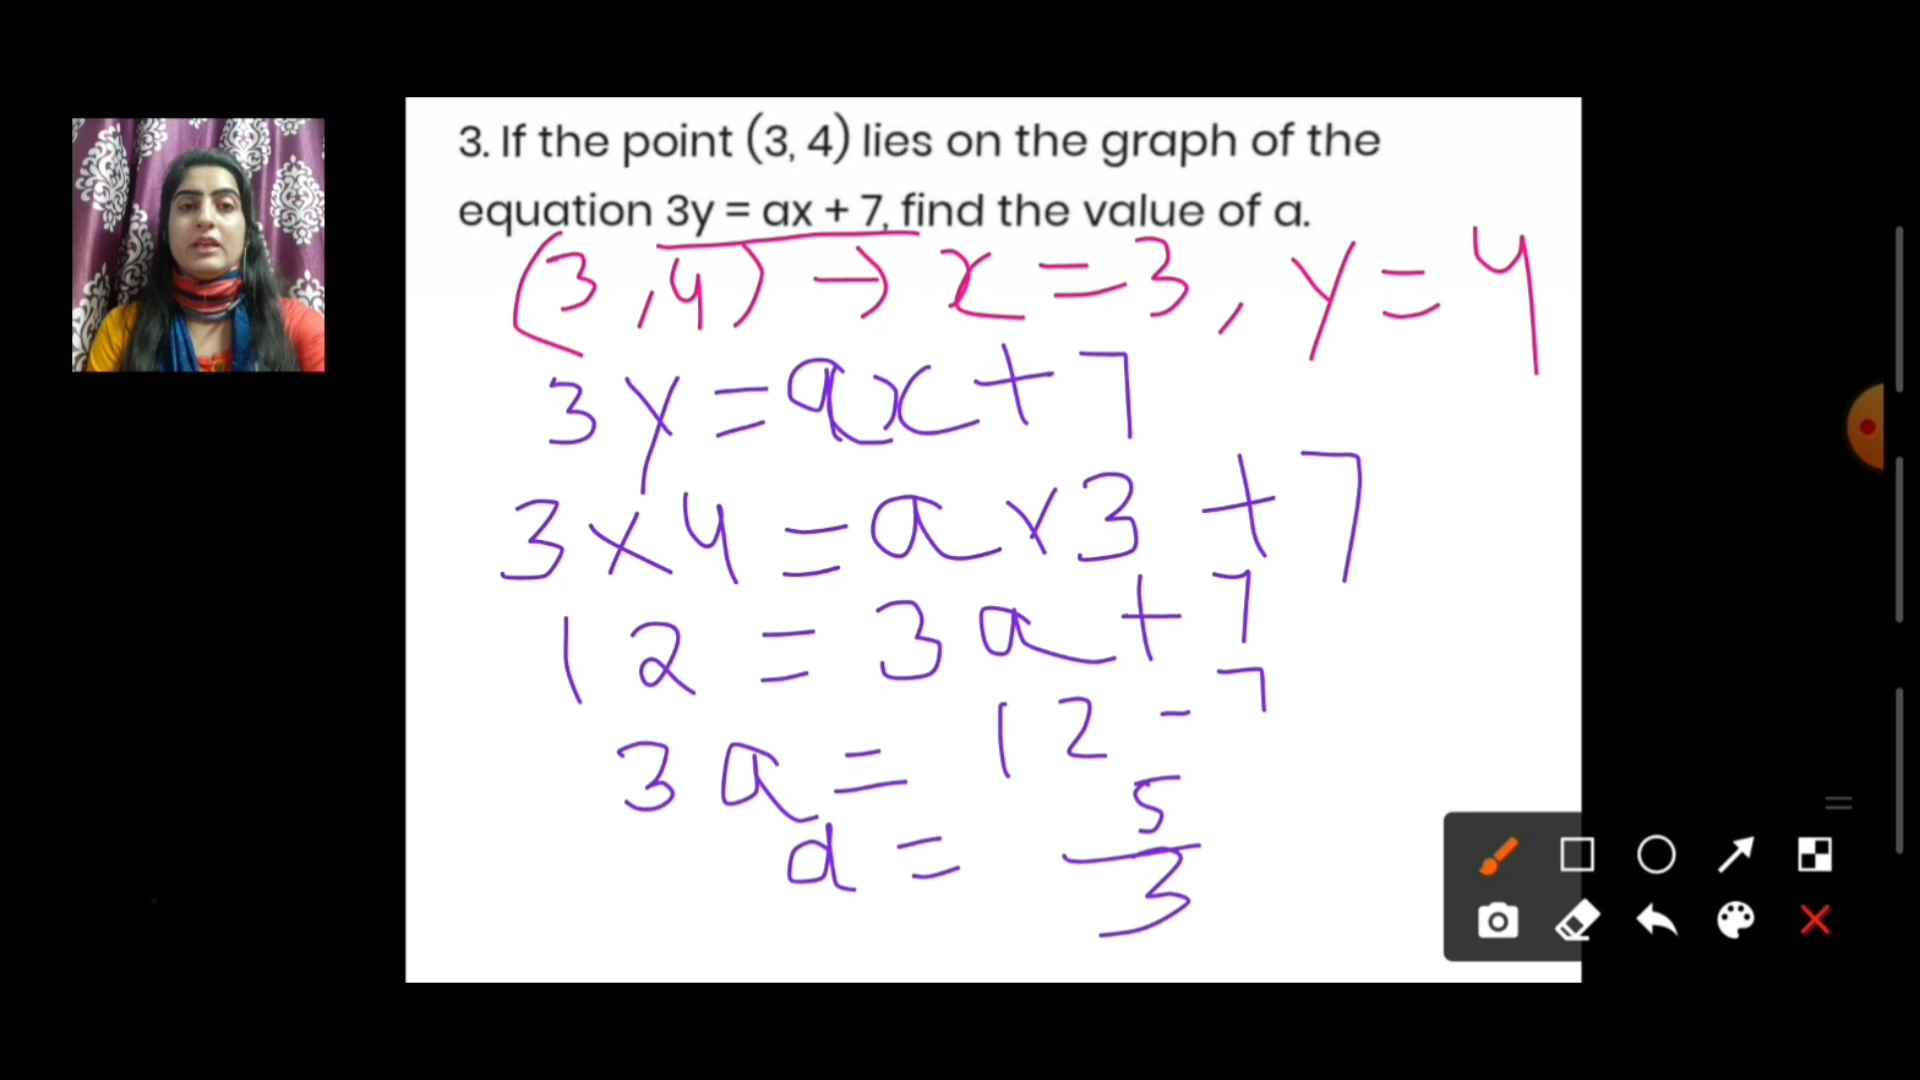 3. If the point (3, 4) lies on the graph of the
equation 3y = ax + 7, find the value of a.
(3, 4) → x = 3, y = 4
3y = ax + 7
3 × 4 = a × 3 + 7
12 = 3a + 7
3a = 12 - 7
a = 5/3